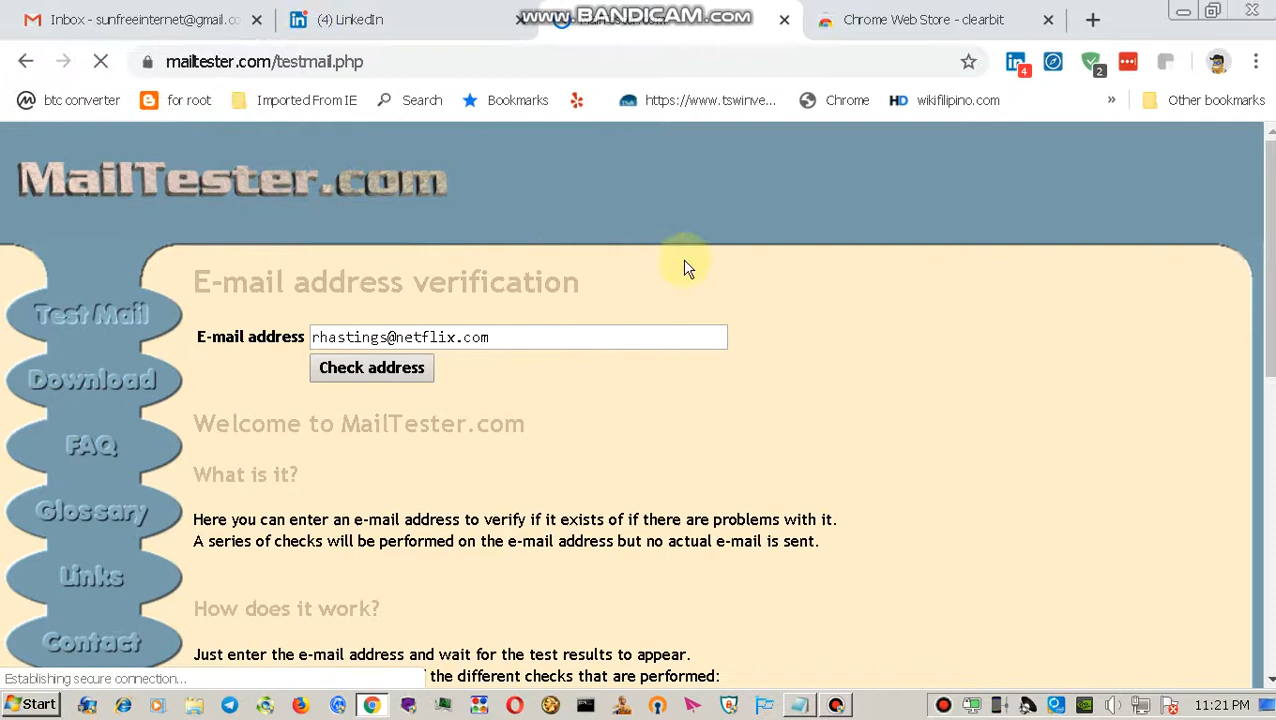 Inbox - sunfreeinternet@gmail.co
(4) LinkedIn
www.BANDICAM.com
Chrome Web Store - clearbit
mailtester.com/testmail.php
4
2
btc converter
for root
Imported From IE
Search
Bookmarks
https://www.tswinve...
Chrome
HD wikifilipino.com
»
Other bookmarks
MailTester.com
E-mail address verification
E-mail address rhastings@netflix.com
Check address
Test Mail
Download
FAQ
Glossary
Links
Contact
Welcome to MailTester.com
What is it?
Here you can enter an e-mail address to verify if it exists of if there are problems with it.
A series of checks will be performed on the e-mail address but no actual e-mail is sent.
How does it work?
Just enter the e-mail address and wait for the test results to appear.
f the different checks that are performed:
Establishing secure connection...
Start
11:21 PM